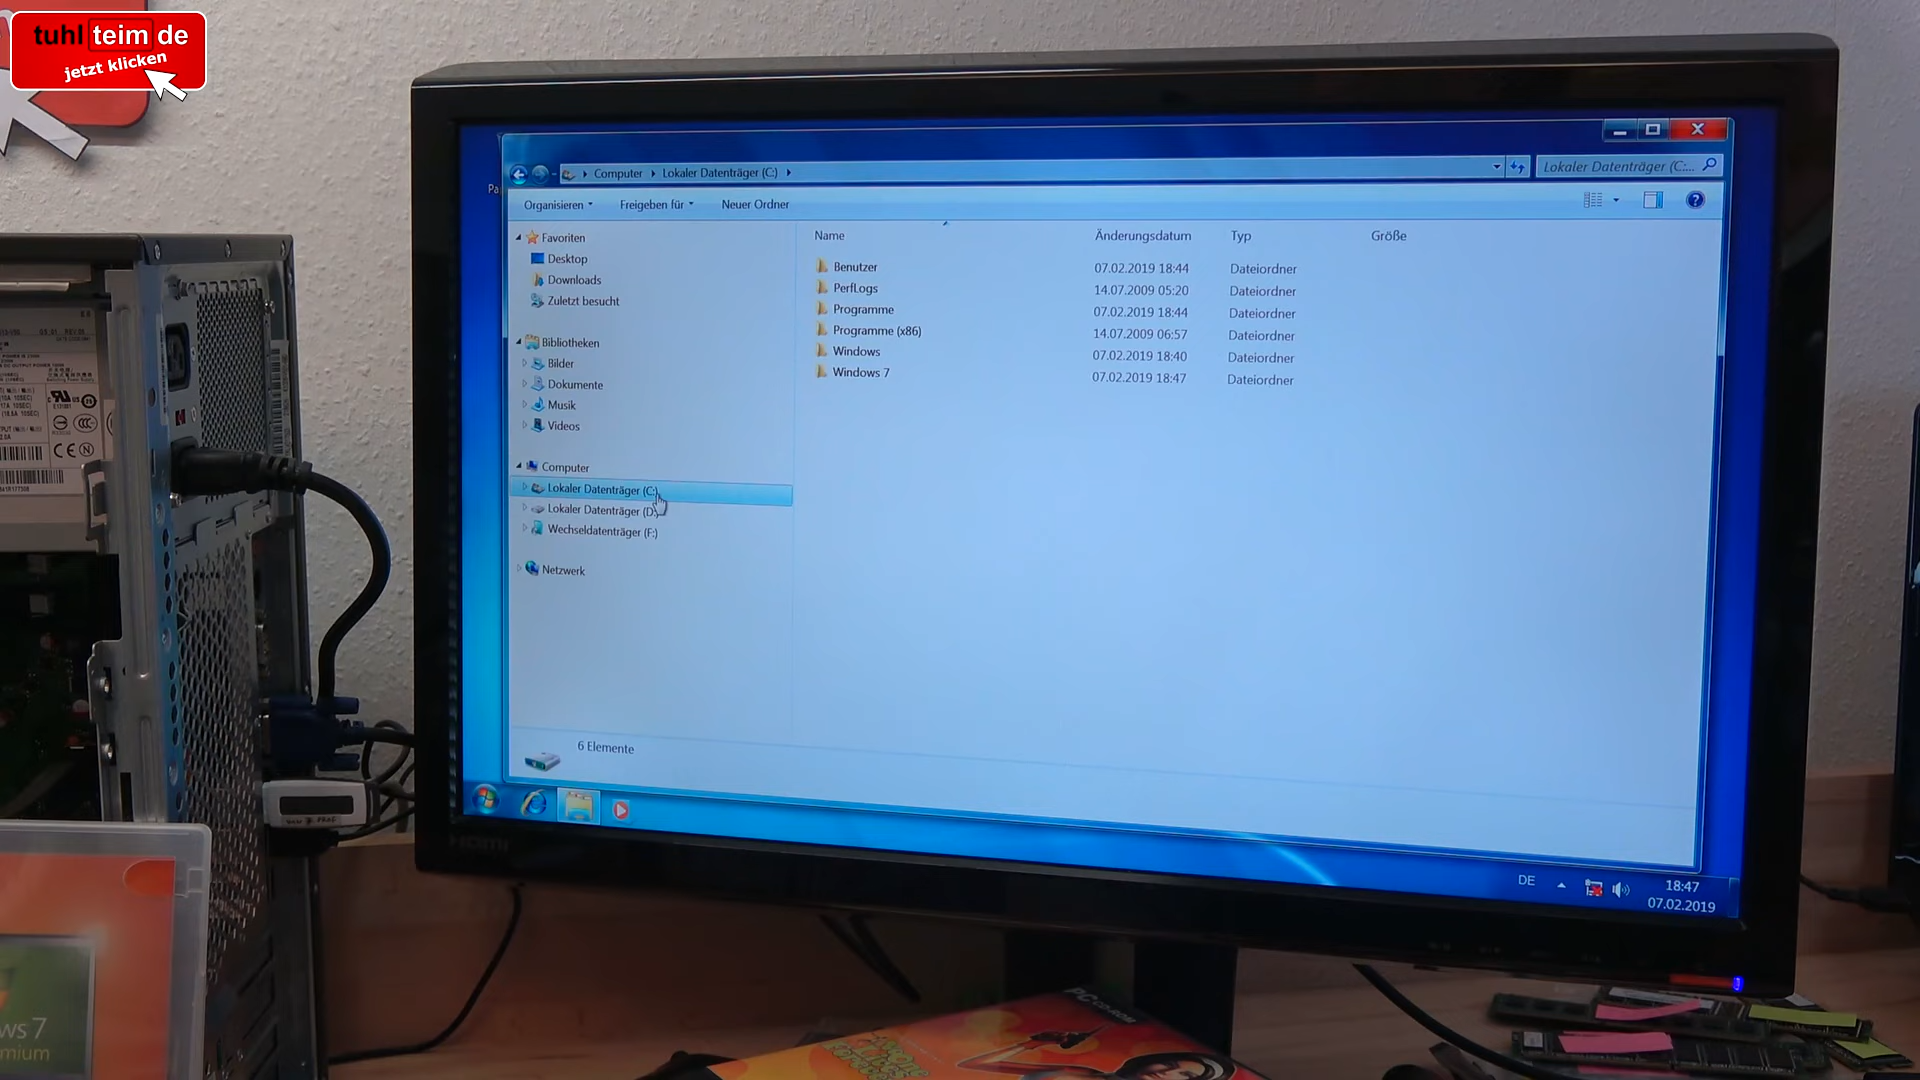 tuhl teim de
jetzt klicken
Computer
Lokaler Datenträger (C:)
Lokaler Datenträger (C:...
Organisieren
Freigeben für
Neuer Ordner
Name
Änderungsdatum
Typ
Größe
Favoriten
Desktop
Downloads
Zuletzt besucht
Bibliotheken
Bilder
Dokumente
Musik
Videos
Computer
Lokaler Datenträger (C:)
Lokaler Datenträger (D:)
Wechseldatenträger (F:)
Netzwerk
Benutzer 07.02.2019 18:44 Dateiordner
PerfLogs 14.07.2009 05:20 Dateiordner
Programme 07.02.2019 18:44 Dateiordner
Programme (x86) 14.07.2009 06:57 Dateiordner
Windows 07.02.2019 18:40 Dateiordner
Windows 7 07.02.2019 18:47 Dateiordner
6 Elemente
DE
18:47
07.02.2019
HDMI
ws 7
mium
PC CD-ROM